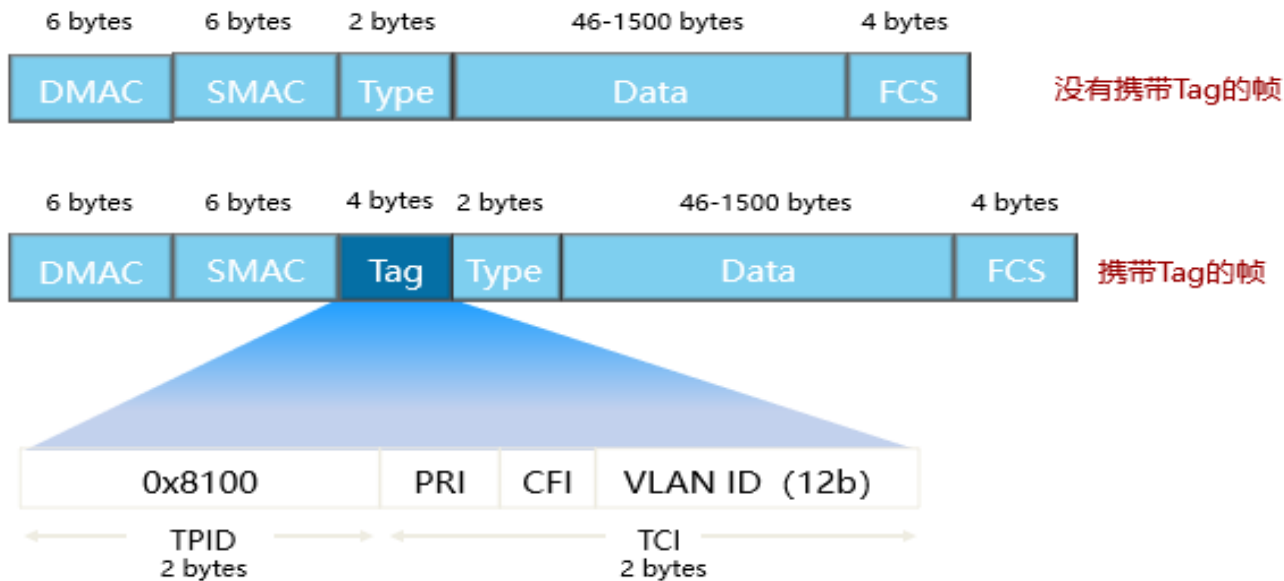 6 bytes 6 bytes 2 bytes 46-1500 bytes 4 bytes
DMAC SMAC Type Data FCS 没有携带Tag的帧
6 bytes 6 bytes 4 bytes 2 bytes 46-1500 bytes 4 bytes
DMAC SMAC Tag Type Data FCS 携带Tag的帧
0x8100 PRI CFI VLAN ID (12b)
TPID TCI
2 bytes 2 bytes